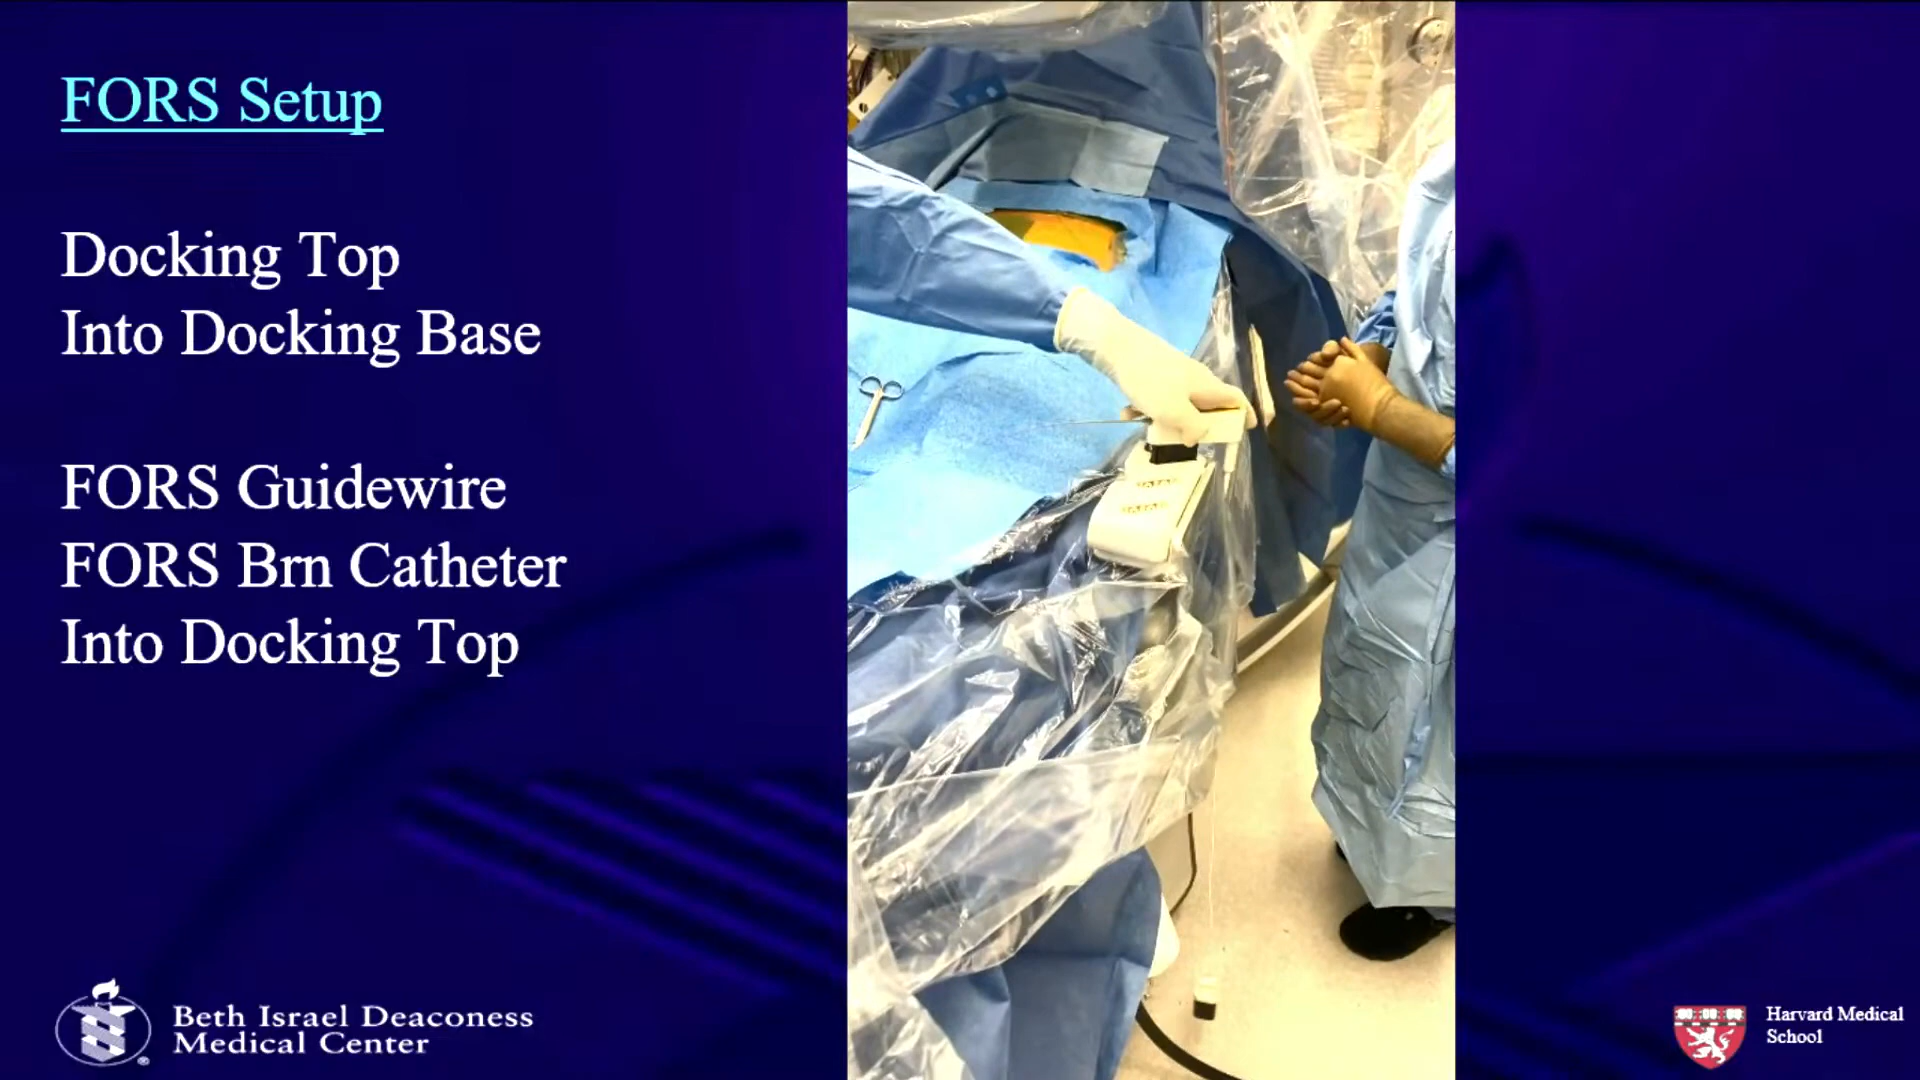 FORS Setup
Docking Top
Into Docking Base
FORS Guidewire
FORS Brn Catheter
Into Docking Top
Beth Israel Deaconess
Medical Center
Harvard Medical
School